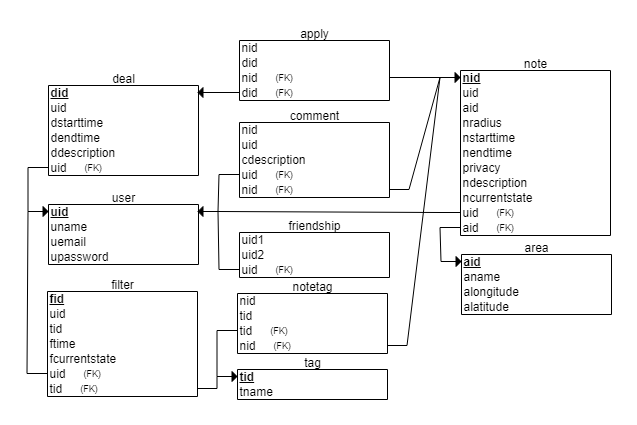 apply
nid
did
nid (FK)
did (FK)
deal
did
uid
dstarttime
dendtime
ddescription
uid (FK)
note
nid
uid
aid
nradius
nstarttime
nendtime
privacy
ndescription
ncurrentstate
uid (FK)
aid (FK)
comment
nid
uid
cdescription
uid (FK)
nid (FK)
user
uid
uname
uemail
upassword
friendship
uid1
uid2
uid (FK)
area
aid
aname
alongitude
alatitude
filter
fid
uid
tid
ftime
fcurrentstate
uid (FK)
tid (FK)
notetag
nid
tid
tid (FK)
nid (FK)
tag
tid
tname